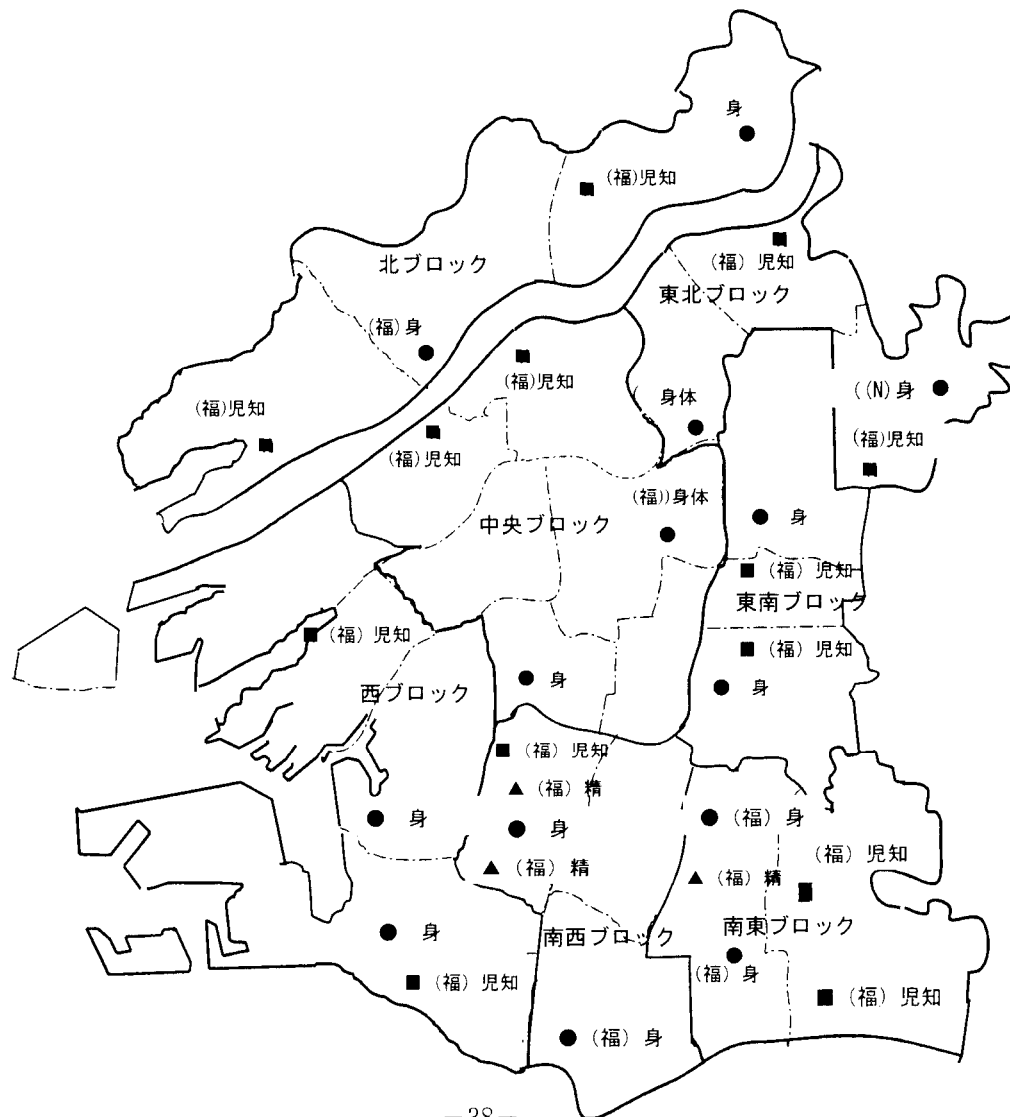 身
(福)児知
(福) 児知
北ブロック
東北ブロック
(福)身
(福)児知
((N)身
(福)児知
身体
(福)児知
(福)児知
(福))身体
中央ブロック
身
(福) 児知
東南ブロック
(福) 児知
(福) 児知
西ブロック
身
身
(福) 児知
(福) 精
身
(福) 身
身
(福) 児知
(福) 精
(福) 精
南西ブロック
南東ブロック
身
(福) 身
(福) 児知
(福) 児知
(福) 身
—38—